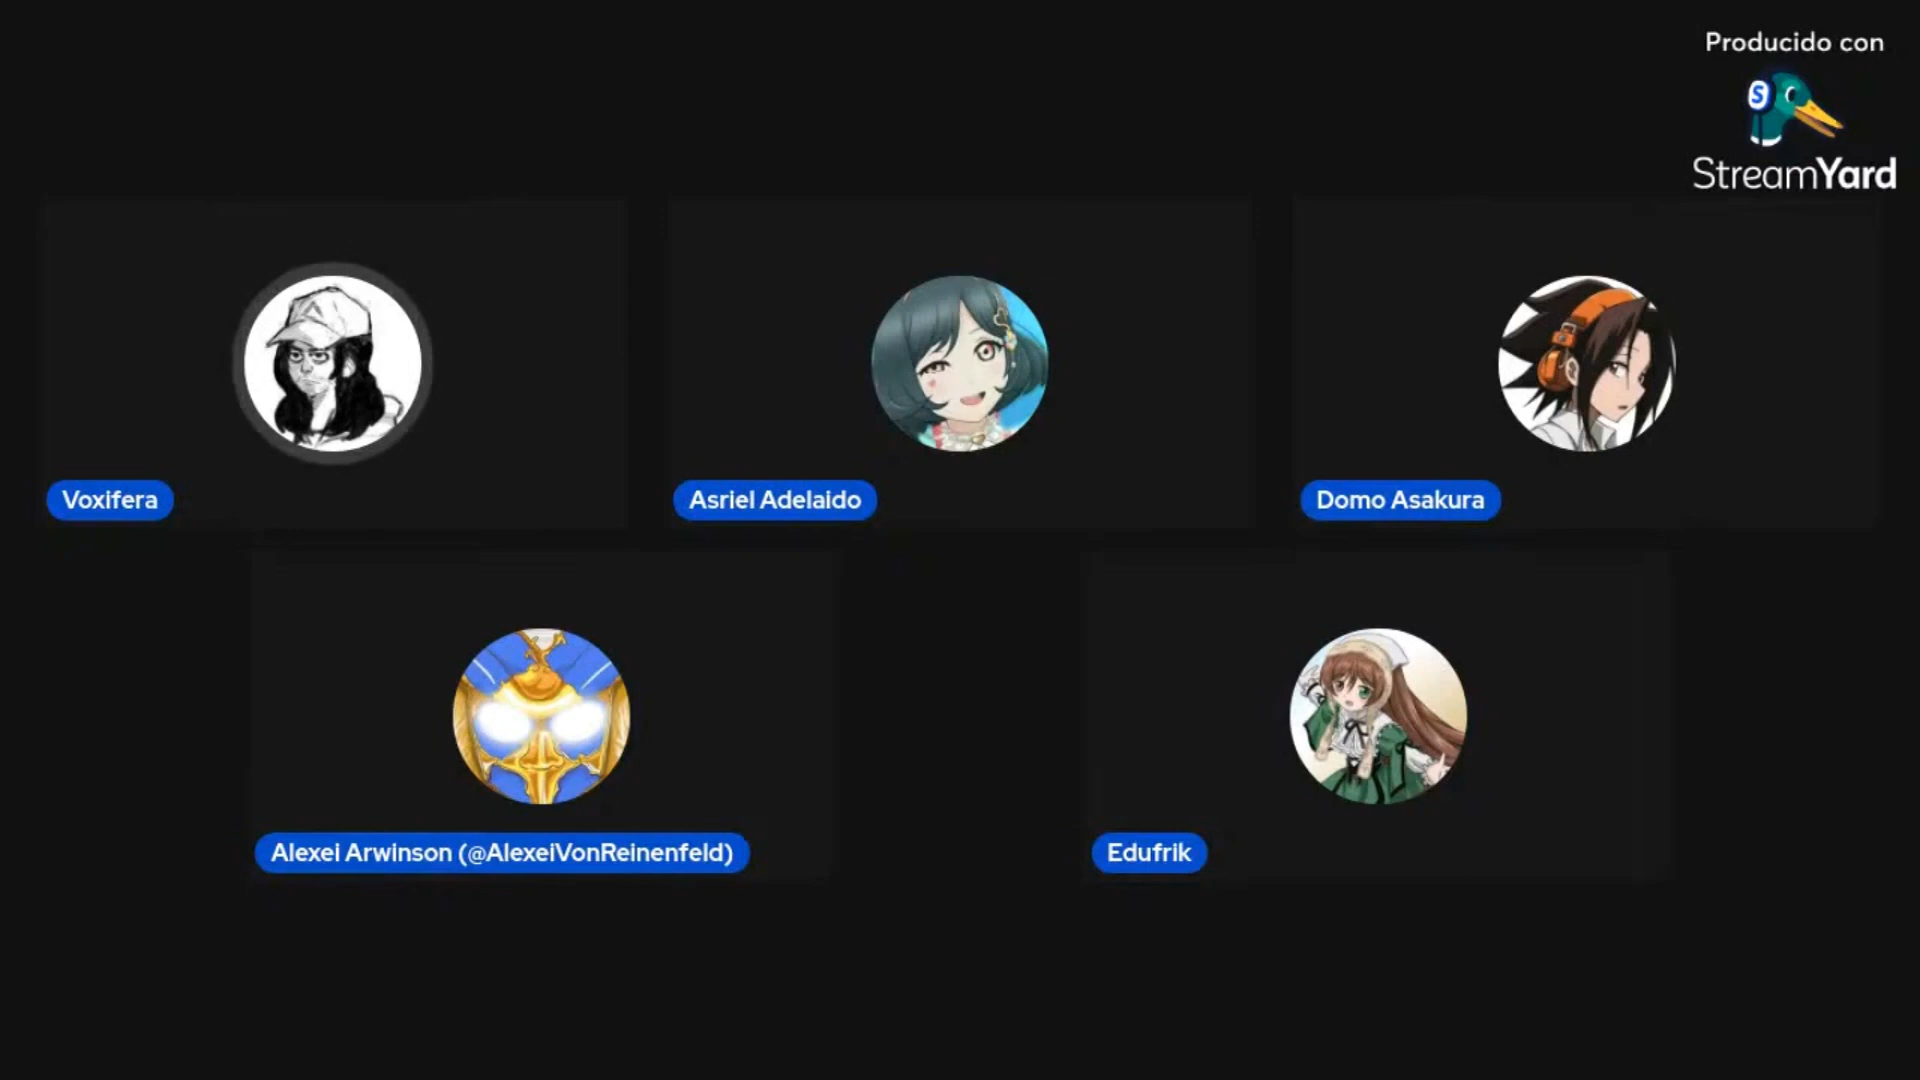 Producido con
S
StreamYard
Voxifera
Asriel Adelaido
Domo Asakura
Alexei Arwinson (@AlexeiVonReinenfeld)
Edufrik